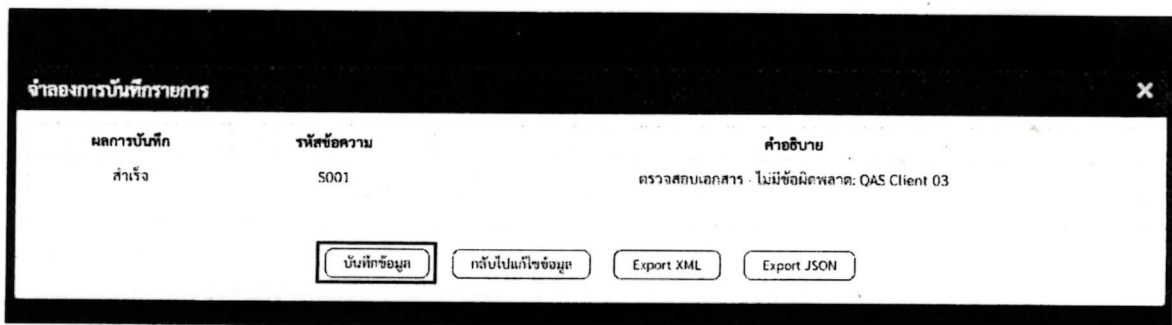 จำลองการบันทึกรายการ
ผลการบันทึก รหัสข้อความ คำอธิบาย
สำเร็จ S001 ตรวจสอบเอกสาร - ไม่มีข้อผิดพลาด: QAS Client 03
บันทึกข้อมูล กลับไปแก้ไขข้อมูล Export XML Export JSON